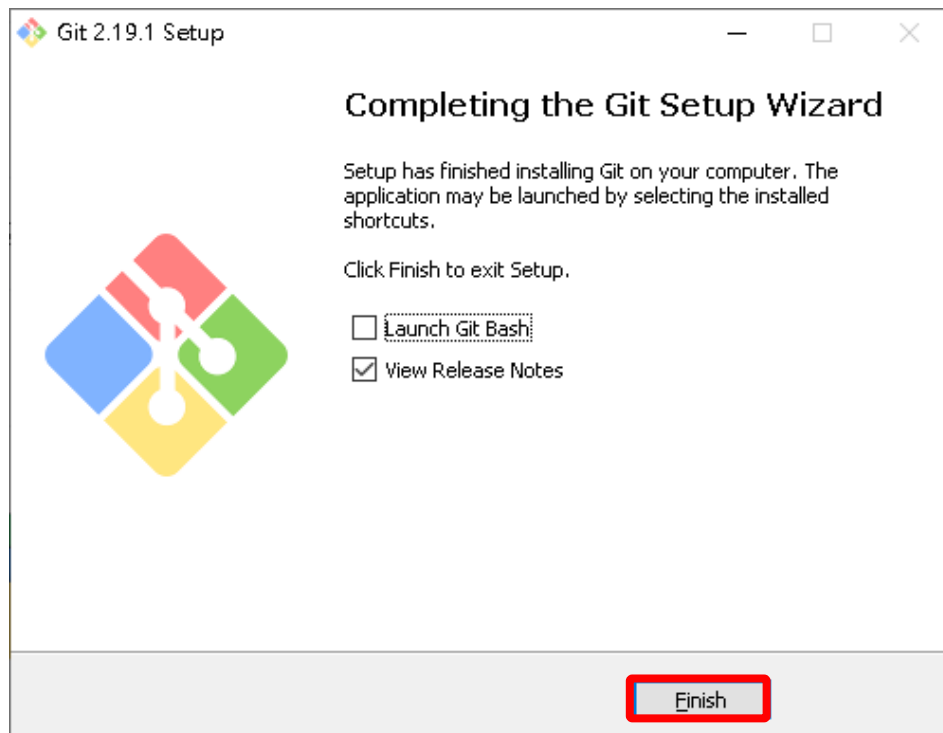 Git 2.19.1 Setup
Completing the Git Setup Wizard
Setup has finished installing Git on your computer. The
application may be launched by selecting the installed
shortcuts.
Click Finish to exit Setup.
Launch Git Bash
View Release Notes
Finish